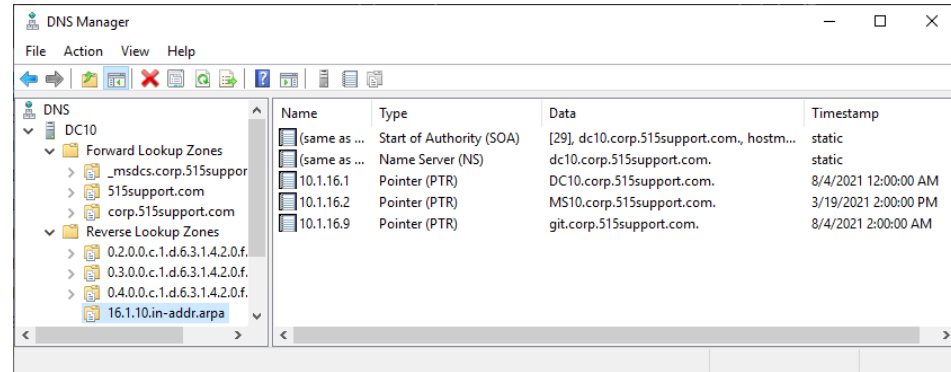 DNS Manager
File Action View Help
DNS
DC10
Forward Lookup Zones
_msdcs.corp.515suppor
515support.com
corp.515support.com
Reverse Lookup Zones
0.2.0.0.c.1.d.6.3.1.4.2.0.f.
0.3.0.0.c.1.d.6.3.1.4.2.0.f.
0.4.0.0.c.1.d.6.3.1.4.2.0.f.
16.1.10.in-addr.arpa
Name Type Data Timestamp
(same as ... Start of Authority (SOA) [29], dc10.corp.515support.com., hostm... static
(same as ... Name Server (NS) dc10.corp.515support.com. static
10.1.16.1 Pointer (PTR) DC10.corp.515support.com. 8/4/2021 12:00:00 AM
10.1.16.2 Pointer (PTR) MS10.corp.515support.com. 3/19/2021 2:00:00 PM
10.1.16.9 Pointer (PTR) git.corp.515support.com. 8/4/2021 2:00:00 AM